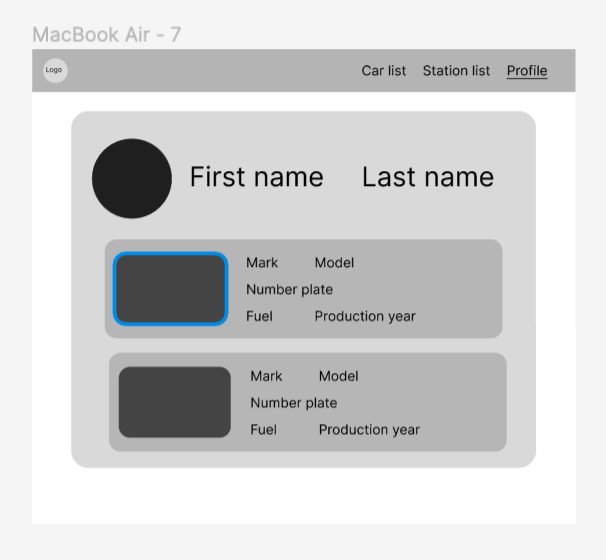 MacBook Air - 7
Logo Car list Station list Profile
First name Last name
Mark Model
Number plate
Fuel Production year
Mark Model
Number plate
Fuel Production year